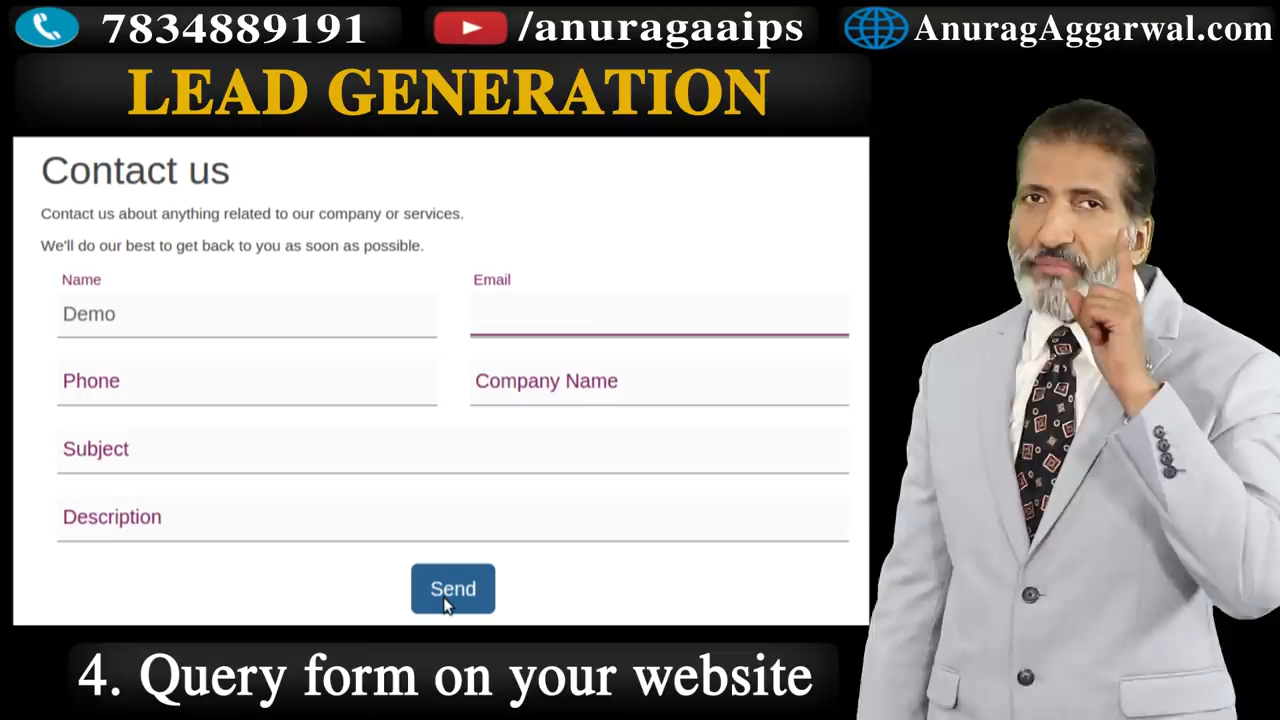 7834889191
/anuragaaips
AnuragAggarwal.com
LEAD GENERATION
Contact us
Contact us about anything related to our company or services.
We'll do our best to get back to you as soon as possible.
Name
Email
Demo
Phone
Company Name
Subject
Description
Send
4. Query form on your website